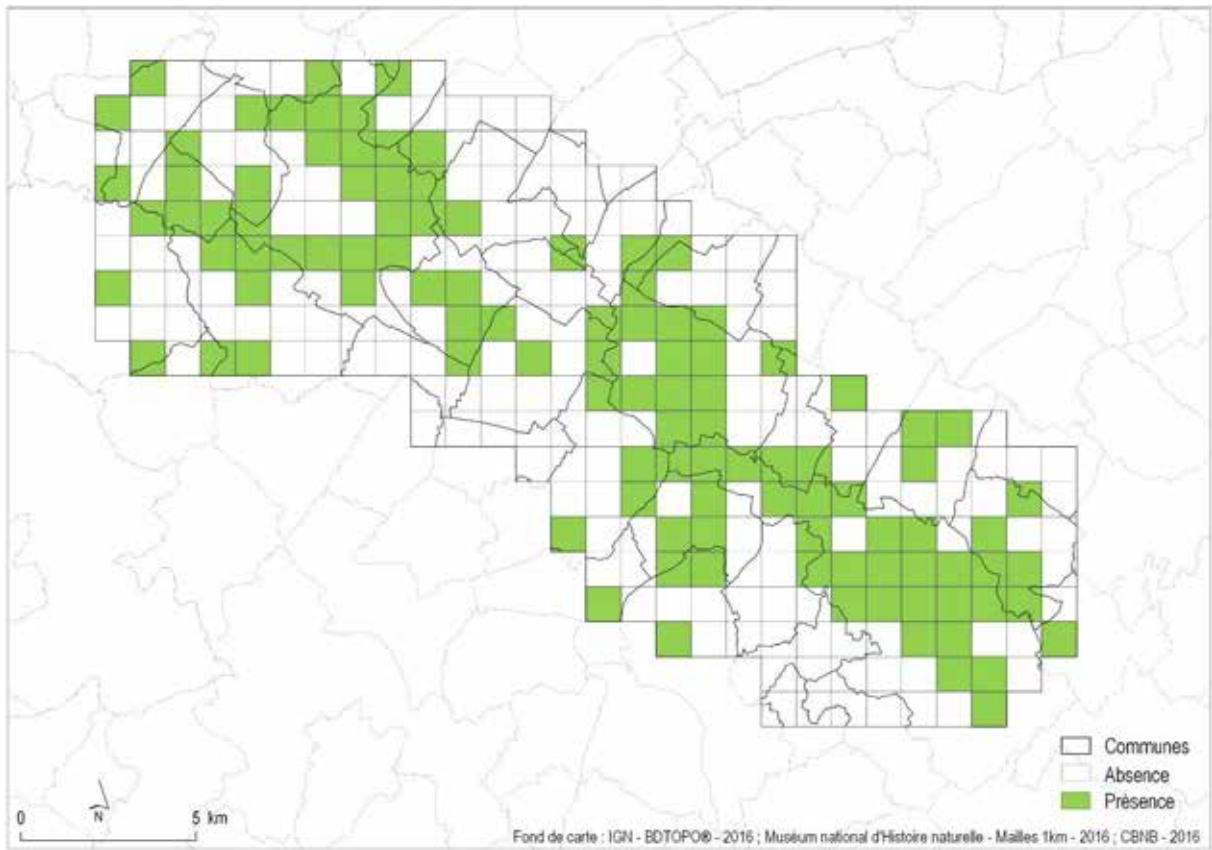 Communes
Absence
Présence
0 5 km
N
Fond de carte : IGN - BDTOPO® - 2016 ; Muséum national d'Histoire naturelle - Mailles 1km - 2016 ; CBNB - 2016